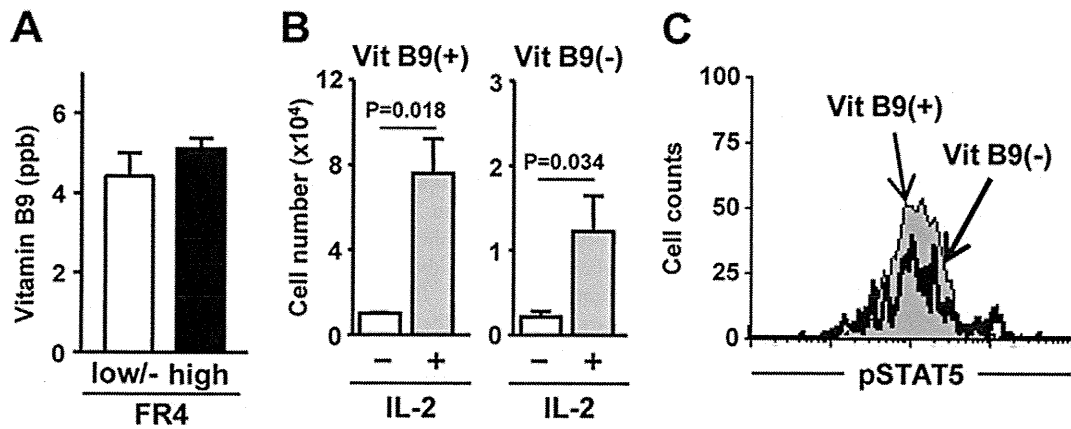 A
Vitamin B9 (ppb)
6
4
2
0
low/- high
FR4
B
Vit B9(+)
Vit B9(-)
Cell number (x10⁴)
12
8
4
0
P=0.018
- +
IL-2
3
2
1
0
P=0.034
- +
IL-2
C
Cell counts
100
75
50
25
0
Vit B9(+)
Vit B9(-)
pSTAT5